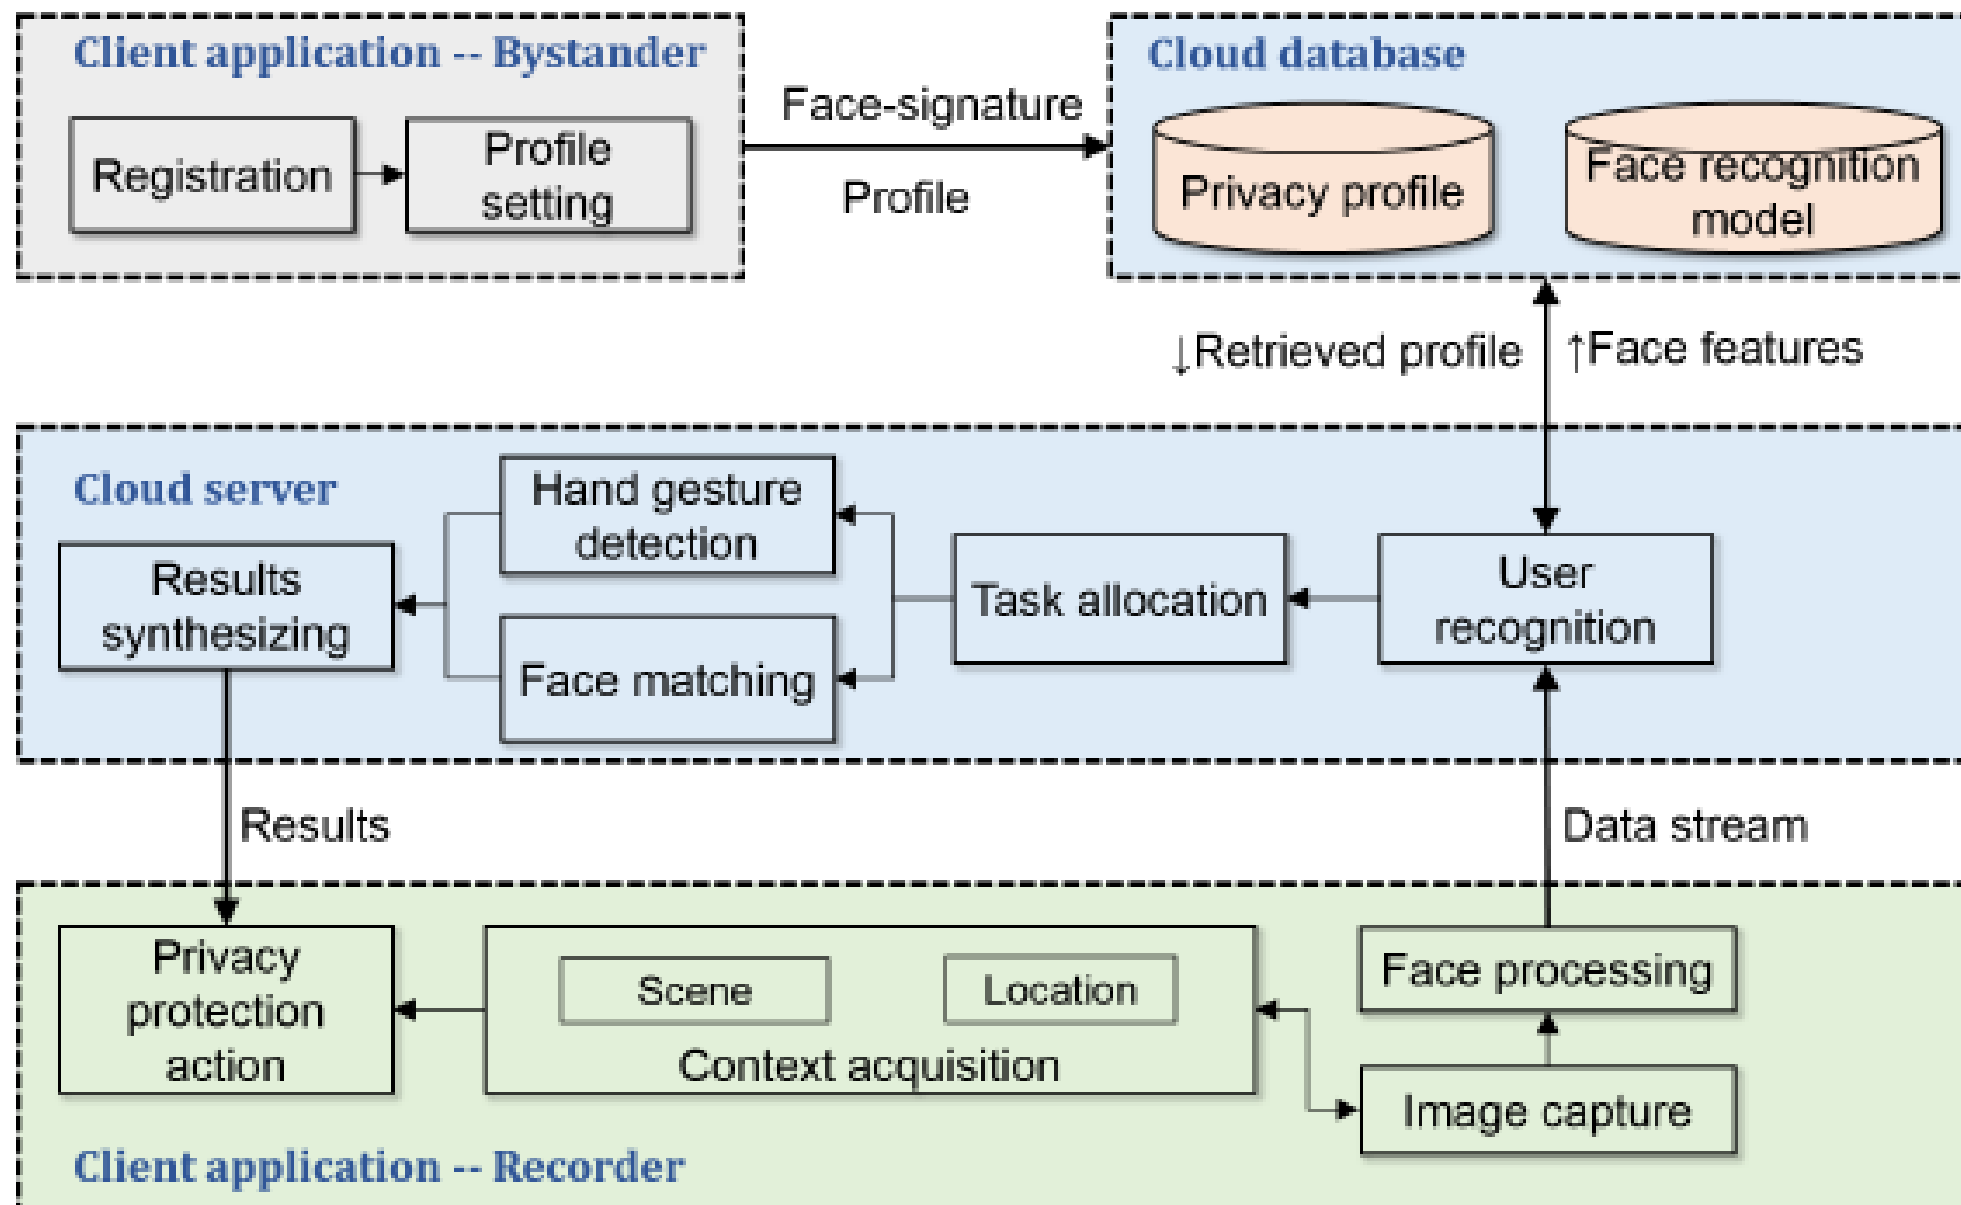 Client application -- Bystander
Registration
Profile
setting
Face-signature
Profile
Cloud database
Privacy profile
Face recognition
model
↓Retrieved profile
↑Face features
Cloud server
Hand gesture
detection
Results
synthesizing
Face matching
Task allocation
User
recognition
Results
Data stream
Privacy
protection
action
Scene
Location
Context acquisition
Face processing
Image capture
Client application -- Recorder